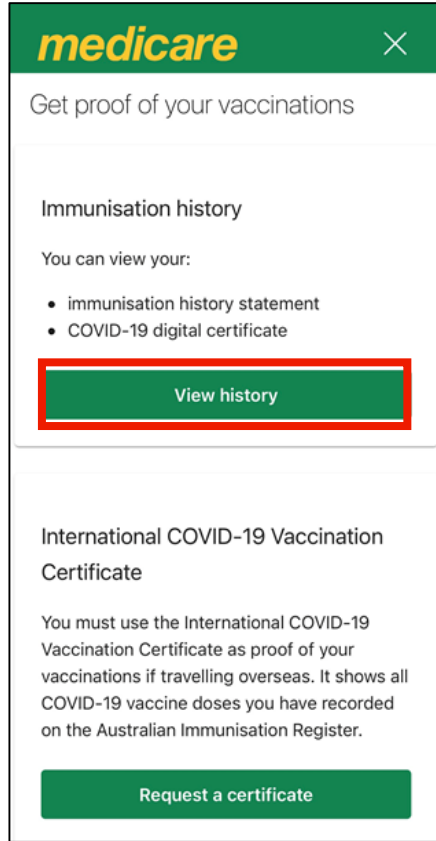 medicare
Get proof of your vaccinations
Immunisation history
You can view your:
• immunisation history statement
• COVID-19 digital certificate
View history
International COVID-19 Vaccination
Certificate
You must use the International COVID-19
Vaccination Certificate as proof of your
vaccinations if travelling overseas. It shows all
COVID-19 vaccine doses you have recorded
on the Australian Immunisation Register.
Request a certificate